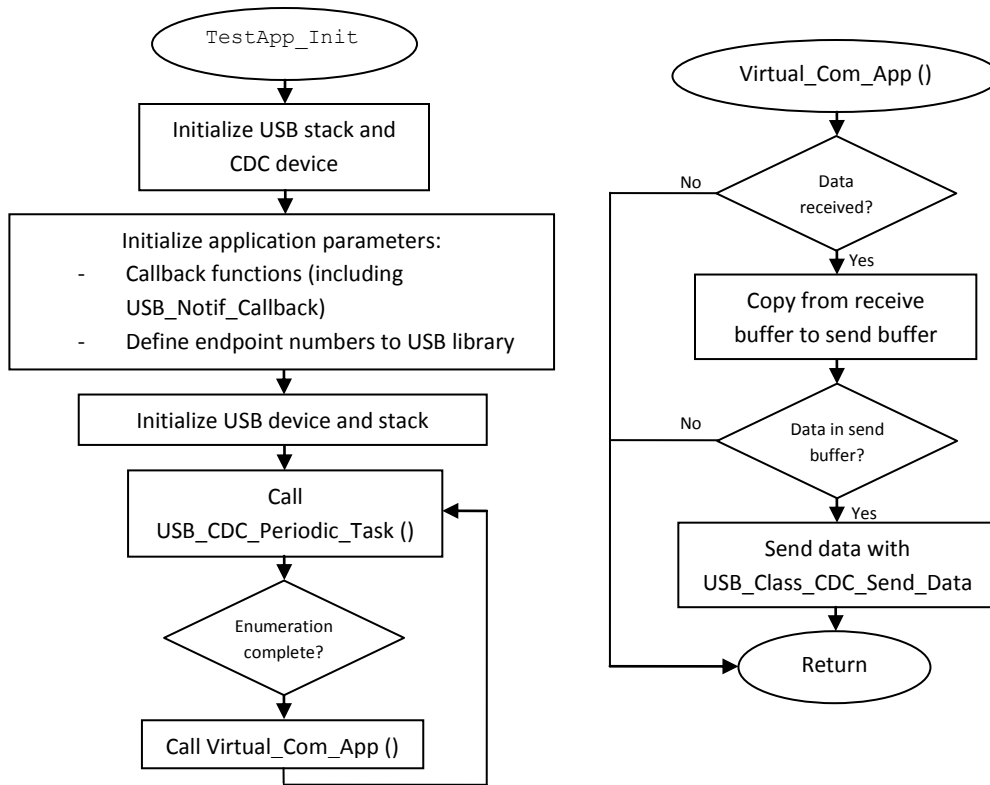 TestApp_Init
Initialize USB stack and
CDC device
Initialize application parameters:
- Callback functions (including
USB_Notif_Callback)
- Define endpoint numbers to USB library
Initialize USB device and stack
Call
USB_CDC_Periodic_Task ()
Enumeration
complete?
Call Virtual_Com_App ()
Virtual_Com_App ()
No
Data
received?
Yes
Copy from receive
buffer to send buffer
No
Data in send
buffer?
Yes
Send data with
USB_Class_CDC_Send_Data
Return